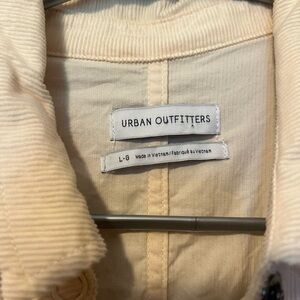 URBAN OUTFITTERS
L-G Made in Vietnam/Fabriqué au Vietnam